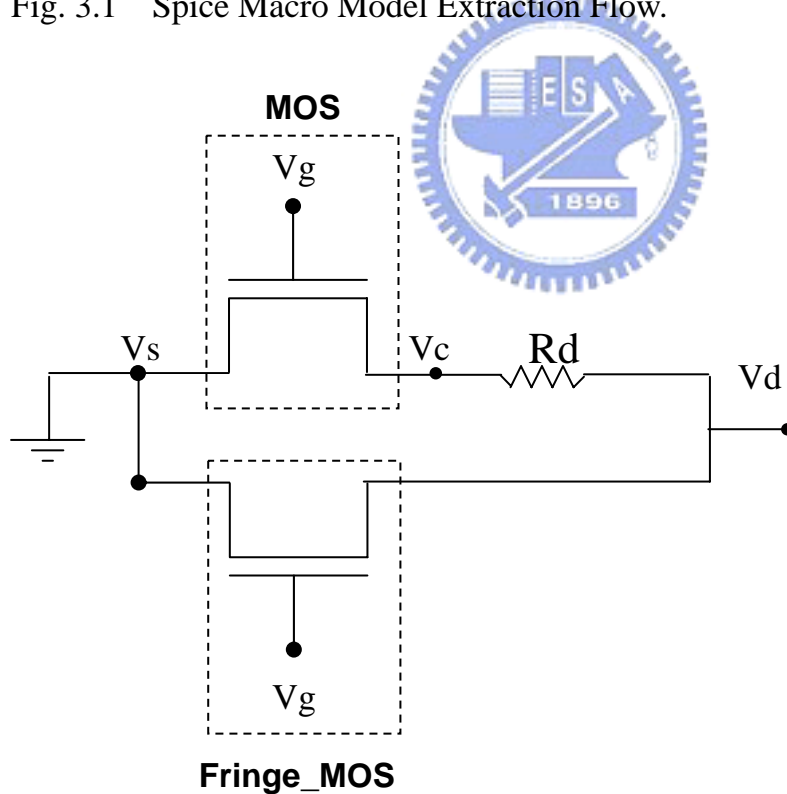 Fig. 3.1 Spice Macro Model Extraction Flow.
E S A
1896
MOS
Vg
Vs
Vc
Rd
Vd
Vg
Fringe_MOS